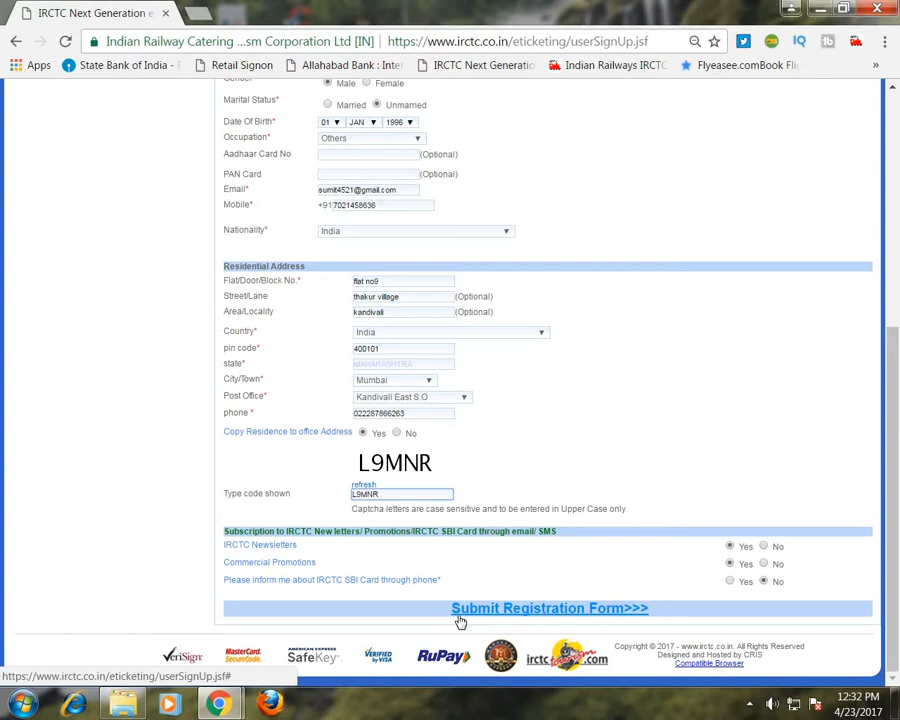 IRCTC Next Generation e
Indian Railway Catering ...sm Corporation Ltd [IN]
https://www.irctc.co.in/eticketing/userSignUp.jsf
Apps
State Bank of India -
Retail Signon
Allahabad Bank : Inter
IRCTC Next Generatio
Indian Railways IRCTC
Flyeasee.comBook Fli
»
Gender*
Male
Female
Marital Status*
Married
Unmarried
Date Of Birth*
01
JAN
1996
Occupation*
Others
Aadhaar Card No
(Optional)
PAN Card
(Optional)
Email*
sumit4521@gmail.com
Mobile*
+91
7021458636
Nationality*
India
Residential Address
Flat/Door/Block No.*
flat no9
Street/Lane
thakur village
(Optional)
Area/Locality
kandivali
(Optional)
Country*
India
pin code*
400101
state*
MAHARASHTRA
City/Town*
Mumbai
Post Office*
Kandivali East S.O
phone *
022287866263
Copy Residence to office Address
Yes
No
L9MNR
refresh
Type code shown
L9MNR
Captcha letters are case sensitive and to be entered in Upper Case only
Subscription to IRCTC New letters/ Promotions/IRCTC SBI Card through email/ SMS
IRCTC Newsletters
Yes
No
Commercial Promotions
Yes
No
Please inform me about IRCTC SBI Card through phone*
Yes
No
Submit Registration Form>>>
VeriSign
MasterCard.
SecureCode.
AMERICAN EXPRESS
SafeKey
VERIFIED
by VISA
RuPay
irctctourism.com
Copyright © 2017 - www.irctc.co.in. All Rights Reserved
Designed and Hosted by CRIS
Compatible Browser
https://www.irctc.co.in/eticketing/userSignUp.jsf#
12:32 PM
4/23/2017